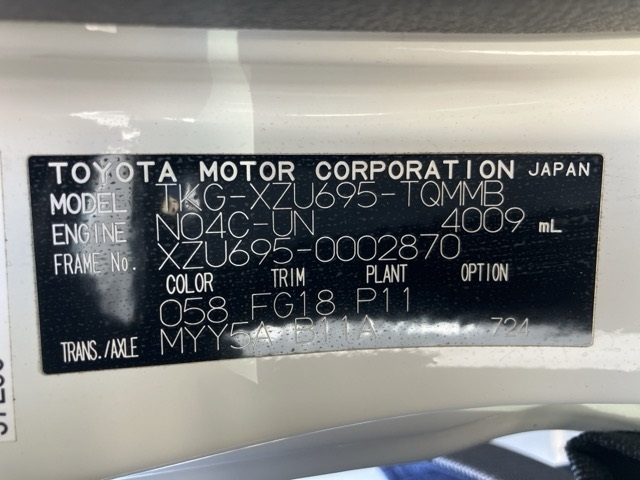 TOYOTA MOTOR CORPORATION JAPAN
MODEL TKG-XZU695-TQMMB
ENGINE N04C-UN 4009 mL
FRAME No. XZU695-0002870
COLOR TRIM PLANT OPTION
058 FG18 P11
TRANS./AXLE MYY5A B11A 724